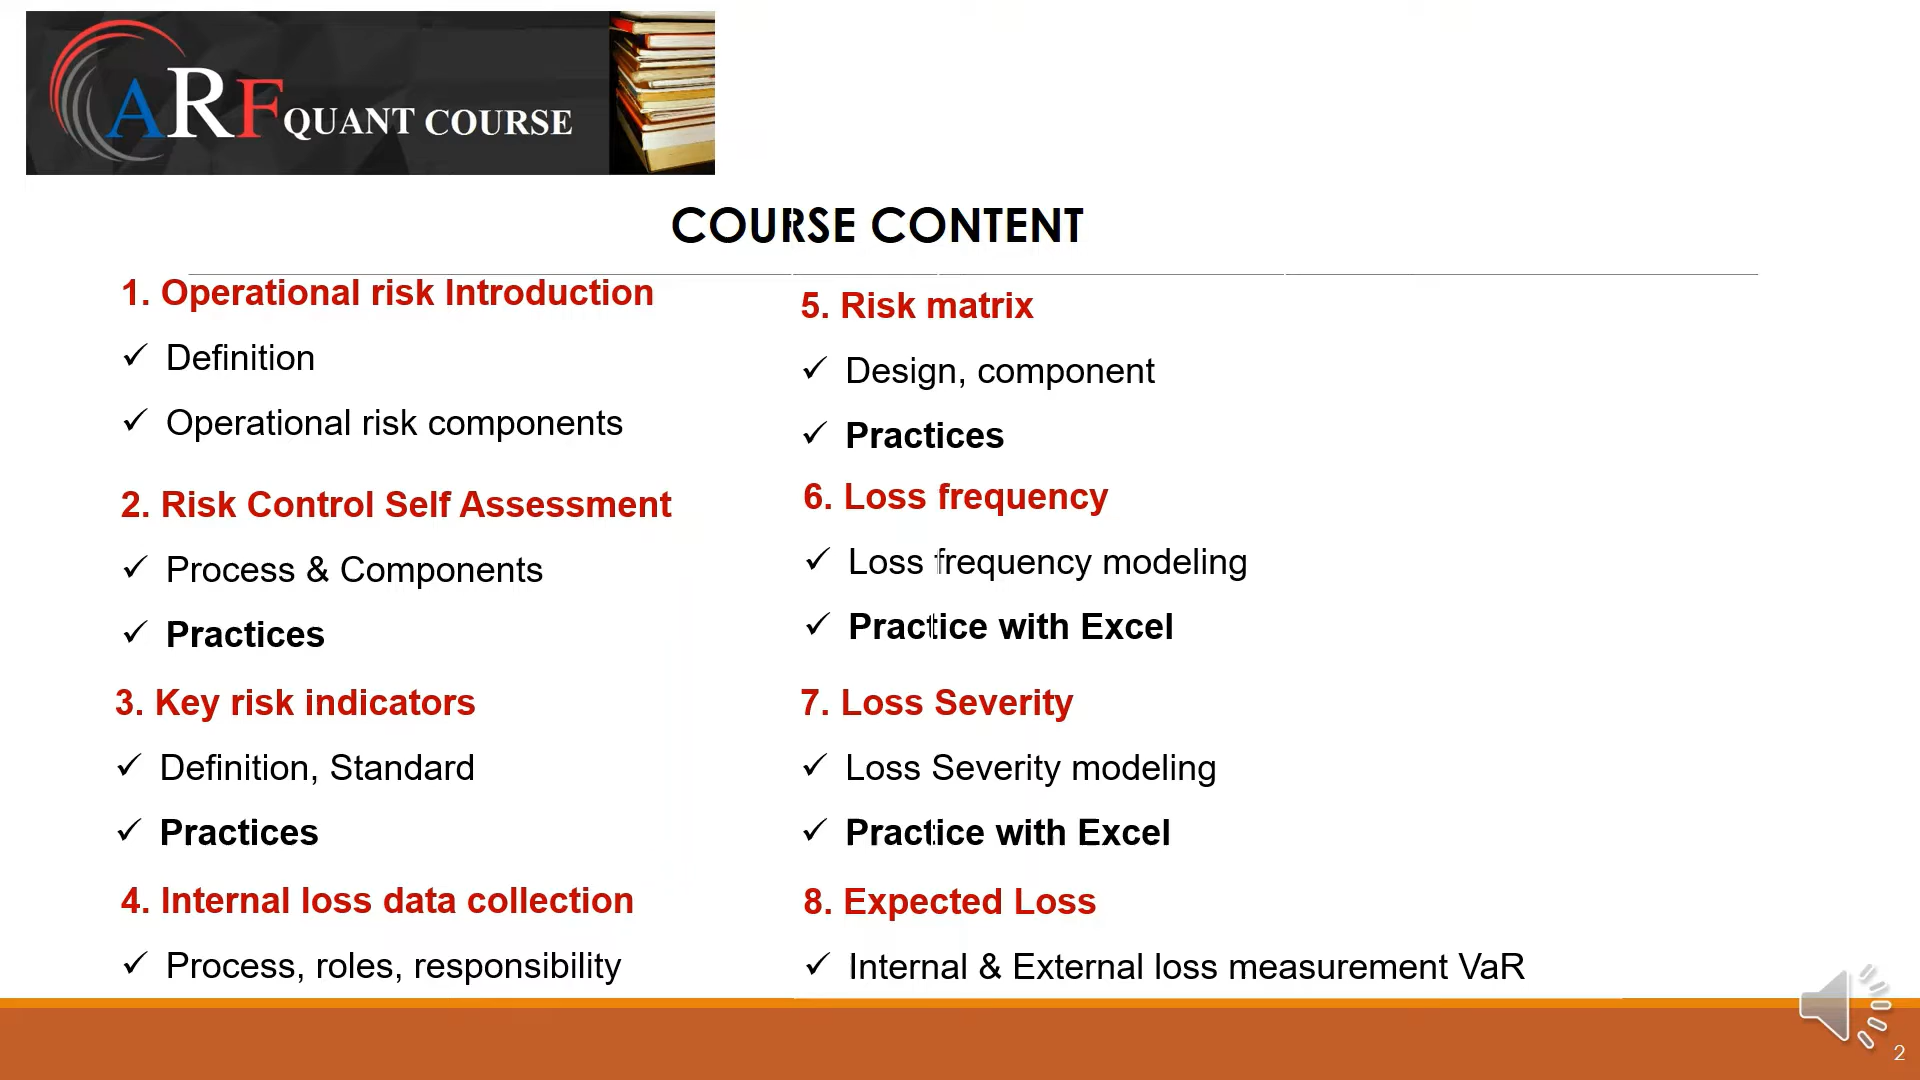 ARF QUANT COURSE
COURSE CONTENT
1. Operational risk Introduction
✓ Definition
✓ Operational risk components
2. Risk Control Self Assessment
✓ Process & Components
✓ Practices
3. Key risk indicators
✓ Definition, Standard
✓ Practices
4. Internal loss data collection
✓ Process, roles, responsibility
5. Risk matrix
✓ Design, component
✓ Practices
6. Loss frequency
✓ Loss frequency modeling
✓ Practice with Excel
7. Loss Severity
✓ Loss Severity modeling
✓ Practice with Excel
8. Expected Loss
✓ Internal & External loss measurement VaR
2